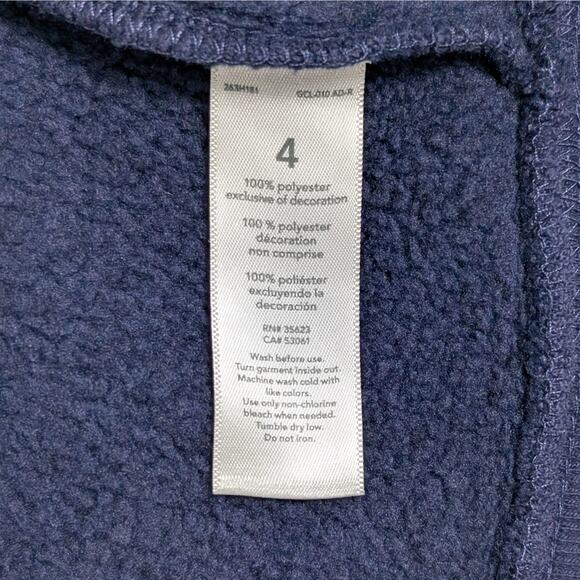 263H181 GCL-010 AD-R
4
100% polyester
exclusive of decoration
100 % polyester
décoration
non comprise
100% poliéster
excluyendo la
decoración
RN# 35623
CA# 53061
Wash before use.
Turn garment inside out.
Machine wash cold with
like colors.
Use only non-chlorine
bleach when needed.
Tumble dry low.
Do not iron.